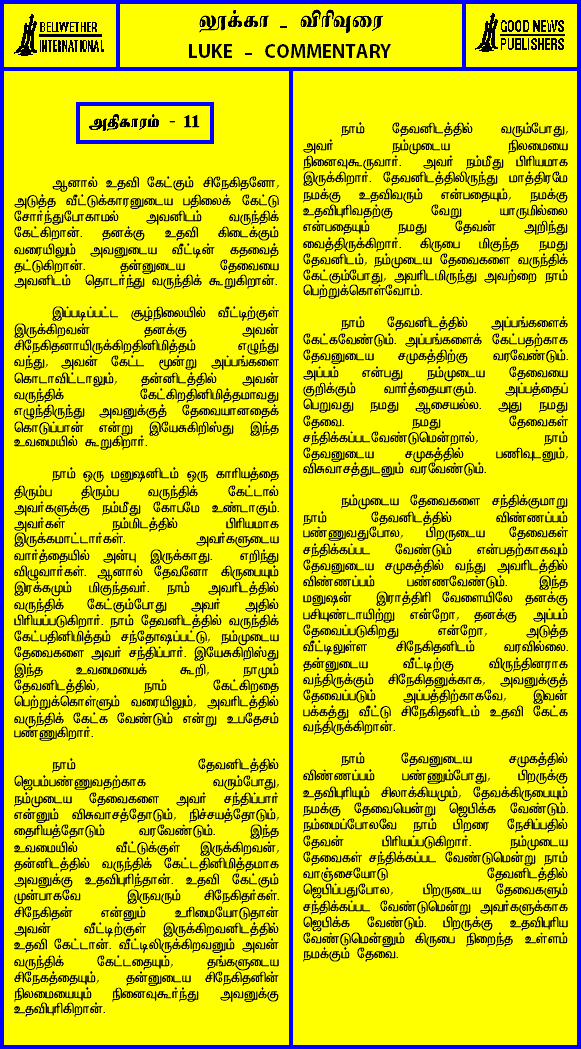 BELLWETHER
INTERNATIONAL
லூக்கா - விரிவுரை
LUKE - COMMENTARY
GOOD NEWS
PUBLISHERS
அதிகாரம் - 11
ஆனால் உதவி கேட்கும் சிநேகிதனோ,
அடுத்த வீட்டுக்காரனுடைய பதிலைக் கேட்டு
சோர்ந்துபோகாமல் அவனிடம் வருந்திக்
கேட்கிறான். தனக்கு உதவி கிடைக்கும்
வரையிலும் அவனுடைய வீட்டின் கதவைத்
தட்டுகிறான். தன்னுடைய தேவையை
அவனிடம் தொடர்ந்து வருந்திக் கூறுகிறான்.
இப்படிப்பட்ட சூழ்நிலையில் வீட்டிற்குள்
இருக்கிறவன் தனக்கு அவன்
சிநேகிதனாயிருக்கிறதினிமித்தம் எழுந்து
வந்து, அவன் கேட்ட மூன்று அப்பங்களை
கொடாவிட்டாலும், தன்னிடத்தில் அவன்
வருந்திக் கேட்கிறதினிமித்தமாவது
எழுந்திருந்து அவனுக்குத் தேவையானதைக்
கொடுப்பான் என்று இயேசுகிறிஸ்து இந்த
உவமையில் கூறுகிறார்.
நாம் ஒரு மனுஷனிடம் ஒரு காரியத்தை
திரும்ப திரும்ப வருந்திக் கேட்டால்
அவர்களுக்கு நம்மீது கோபமே உண்டாகும்.
அவர்கள் நம்மிடத்தில் பிரியமாக
இருக்கமாட்டார்கள். அவர்களுடைய
வார்த்தையில் அன்பு இருக்காது. எறிந்து
விழுவார்கள். ஆனால் தேவனோ கிருபையும்
இரக்கமும் மிகுந்தவர். நாம் அவரிடத்தில்
வருந்திக் கேட்கும்போது அவர் அதில்
பிரியப்படுகிறார். நாம் தேவனிடத்தில் வருந்திக்
கேட்பதினிமித்தம் சந்தோஷப்பட்டு, நம்முடைய
தேவைகளை அவர் சந்திப்பார். இயேசுகிறிஸ்து
இந்த உவமையைக் கூறி, நாமும்
தேவனிடத்தில், நாம் கேட்கிறதை
பெற்றுக்கொள்ளும் வரையிலும், அவரிடத்தில்
வருந்திக் கேட்க வேண்டும் என்று உபதேசம்
பண்ணுகிறார்.
நாம் தேவனிடத்தில்
ஜெபம்பண்ணுவதற்காக வரும்போது,
நம்முடைய தேவைகளை அவர் சந்திப்பார்
என்னும் விசுவாசத்தோடும், நிச்சயத்தோடும்,
தைரியத்தோடும் வரவேண்டும். இந்த
உவமையில் வீட்டுக்குள் இருக்கிறவன்,
தன்னிடத்தில் வருந்திக் கேட்டதினிமித்தமாக
அவனுக்கு உதவிபுரிந்தான். உதவி கேட்கும்
முன்பாகவே இருவரும் சிநேகிதர்கள்.
சிநேகிதன் என்னும் உரிமையோடுதான்
அவன் வீட்டிற்குள் இருக்கிறவனிடத்தில்
உதவி கேட்டான். வீட்டிலிருக்கிறவனும் அவன்
வருந்திக் கேட்டதையும், தங்களுடைய
சிநேகத்தையும், தன்னுடைய சிநேகிதனின்
நிலமையையும் நினைவுகூர்ந்து அவனுக்கு
உதவிபுரிகிறான்.
நாம் தேவனிடத்தில் வரும்போது,
அவர் நம்முடைய நிலமையை
நினைவுகூருவார். அவர் நம்மீது பிரியமாக
இருக்கிறார். தேவனிடத்திலிருந்து மாத்திரமே
நமக்கு உதவிவரும் என்பதையும், நமக்கு
உதவிபுரிவதற்கு வேறு யாருமில்லை
என்பதையும் நமது தேவன் அறிந்து
வைத்திருக்கிறார். கிருபை மிகுந்த நமது
தேவனிடம், நம்முடைய தேவைகளை வருந்திக்
கேட்கும்போது, அவரிடமிருந்து அவற்றை நாம்
பெற்றுக்கொள்வோம்.
நாம் தேவனிடத்தில் அப்பங்களைக்
கேட்கவேண்டும். அப்பங்களைக் கேட்பதற்காக
தேவனுடைய சமுகத்திற்கு வரவேண்டும்.
அப்பம் என்பது நம்முடைய தேவையை
குறிக்கும் வார்த்தையாகும். அப்பத்தைப்
பெறுவது நமது ஆசையல்ல. அது நமது
தேவை. நமது தேவைகள்
சந்திக்கப்படவேண்டுமென்றால், நாம்
தேவனுடைய சமுகத்தில் பணிவுடனும்,
விசுவாசத்துடனும் வரவேண்டும்.
நம்முடைய தேவைகளை சந்திக்குமாறு
நாம் தேவனிடத்தில் விண்ணப்பம்
பண்ணுவதுபோல, பிறருடைய தேவைகள்
சந்திக்கப்பட வேண்டும் என்பதற்காகவும்
தேவனுடைய சமுகத்தில் வந்து அவரிடத்தில்
விண்ணப்பம் பண்ணவேண்டும். இந்த
மனுஷன் இராத்திரி வேளையிலே தனக்கு
பசியுண்டாயிற்று என்றோ, தனக்கு அப்பம்
தேவைப்படுகிறது என்றோ, அடுத்த
வீட்டிலுள்ள சிநேகிதனிடம் வரவில்லை.
தன்னுடைய வீட்டிற்கு விருந்தினராக
வந்திருக்கும் சிநேகிதனுக்காக, அவனுக்குத்
தேவைப்படும் அப்பத்திற்காகவே, இவன்
பக்கத்து வீட்டு சிநேகிதனிடம் உதவி கேட்க
வந்திருக்கிறான்.
நாம் தேவனுடைய சமுகத்தில்
விண்ணப்பம் பண்ணும்போது, பிறருக்கு
உதவிபுரியும் சிலாக்கியமும், தேவக்கிருபையும்
நமக்கு தேவையென்று ஜெபிக்க வேண்டும்.
நம்மைப்போலவே நாம் பிறரை நேசிப்பதில்
தேவன் பிரியப்படுகிறார். நம்முடைய
தேவைகள் சந்திக்கப்பட வேண்டுமென்று நாம்
வாஞ்சையோடு தேவனிடத்தில்
ஜெபிப்பதுபோல, பிறருடைய தேவைகளும்
சந்திக்கப்பட வேண்டுமென்று அவர்களுக்காக
ஜெபிக்க வேண்டும். பிறருக்கு உதவிபுரிய
வேண்டுமென்னும் கிருபை நிறைந்த உள்ளம்
நமக்கும் தேவை.